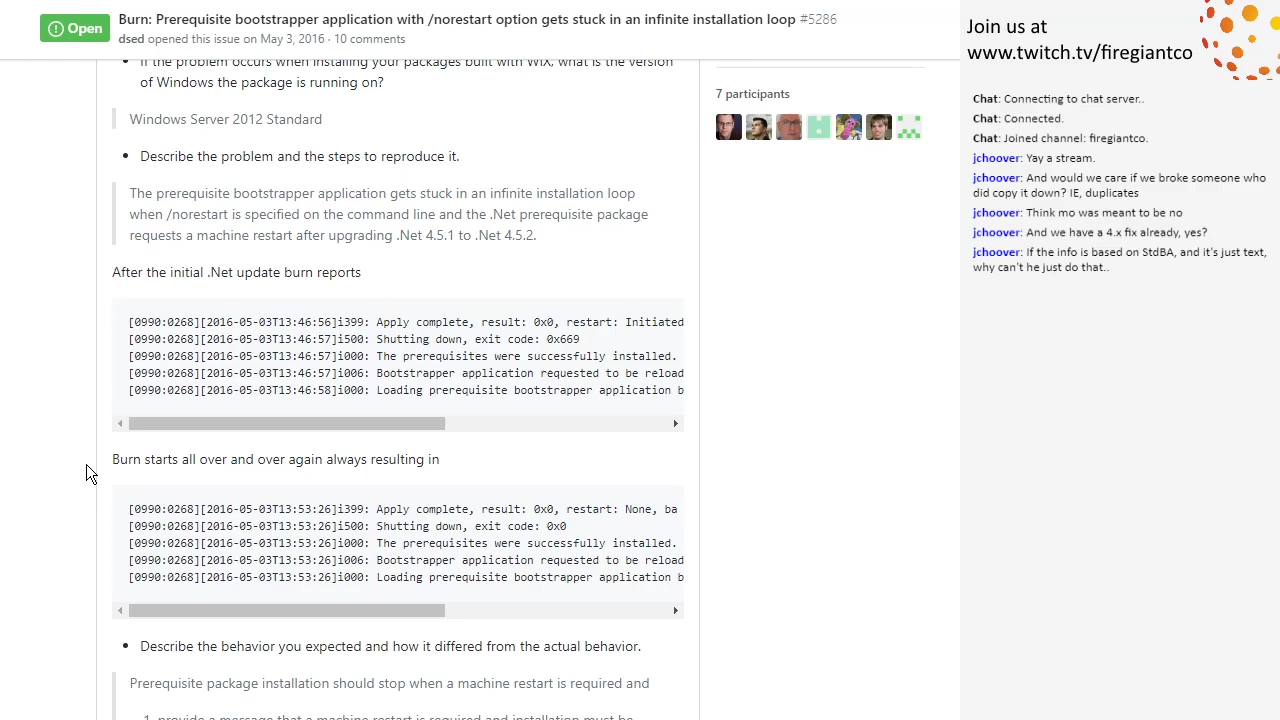 Open
Burn: Prerequisite bootstrapper application with /norestart option gets stuck in an infinite installation loop #5286
dsed opened this issue on May 3, 2016 · 10 comments
If the problem occurs when installing your packages built with WiX, what is the version
of Windows the package is running on?
Windows Server 2012 Standard
Describe the problem and the steps to reproduce it.
The prerequisite bootstrapper application gets stuck in an infinite installation loop
when /norestart is specified on the command line and the .Net prerequisite package
requests a machine restart after upgrading .Net 4.5.1 to .Net 4.5.2.
After the initial .Net update burn reports
[0990:0268][2016-05-03T13:46:56]i399: Apply complete, result: 0x0, restart: Initiated
[0990:0268][2016-05-03T13:46:57]i500: Shutting down, exit code: 0x669
[0990:0268][2016-05-03T13:46:57]i000: The prerequisites were successfully installed.
[0990:0268][2016-05-03T13:46:57]i006: Bootstrapper application requested to be reload
[0990:0268][2016-05-03T13:46:58]i000: Loading prerequisite bootstrapper application b
Burn starts all over and over again always resulting in
[0990:0268][2016-05-03T13:53:26]i399: Apply complete, result: 0x0, restart: None, ba
[0990:0268][2016-05-03T13:53:26]i500: Shutting down, exit code: 0x0
[0990:0268][2016-05-03T13:53:26]i000: The prerequisites were successfully installed.
[0990:0268][2016-05-03T13:53:26]i006: Bootstrapper application requested to be reload
[0990:0268][2016-05-03T13:53:26]i000: Loading prerequisite bootstrapper application b
Describe the behavior you expected and how it differed from the actual behavior.
Prerequisite package installation should stop when a machine restart is required and
1. provide a message that a machine restart is required and installation must be
7 participants
Join us at
www.twitch.tv/firegiantco
Chat: Connecting to chat server..
Chat: Connected.
Chat: Joined channel: firegiantco.
jchoover: Yay a stream.
jchoover: And would we care if we broke someone who
did copy it down? IE, duplicates
jchoover: Think mo was meant to be no
jchoover: And we have a 4.x fix already, yes?
jchoover: If the info is based on StdBA, and it's just text,
why can't he just do that..